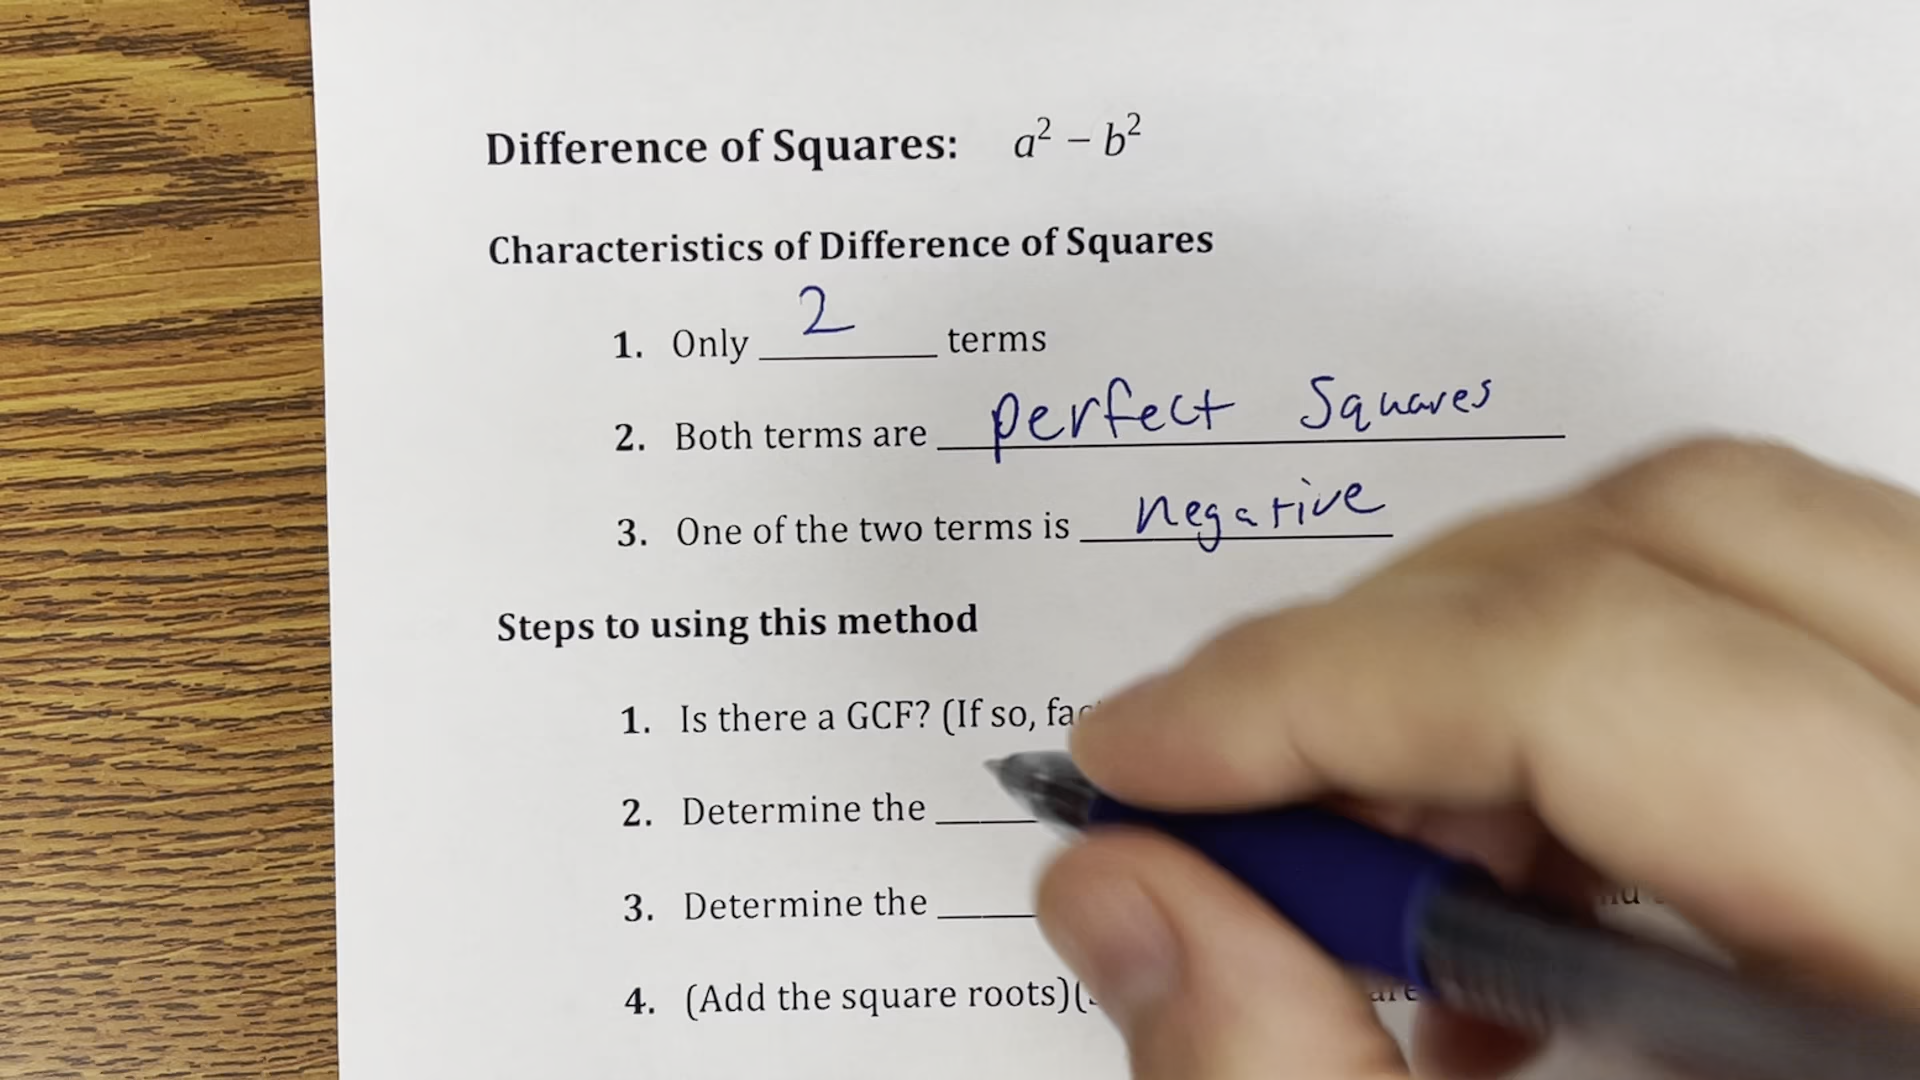 Difference of Squares: a² – b²
Characteristics of Difference of Squares
1. Only 2 terms
2. Both terms are perfect Squares
3. One of the two terms is negative
Steps to using this method
1. Is there a GCF? (If so,
2. Determine the
3. Determine the
4. (Add the square roots)(